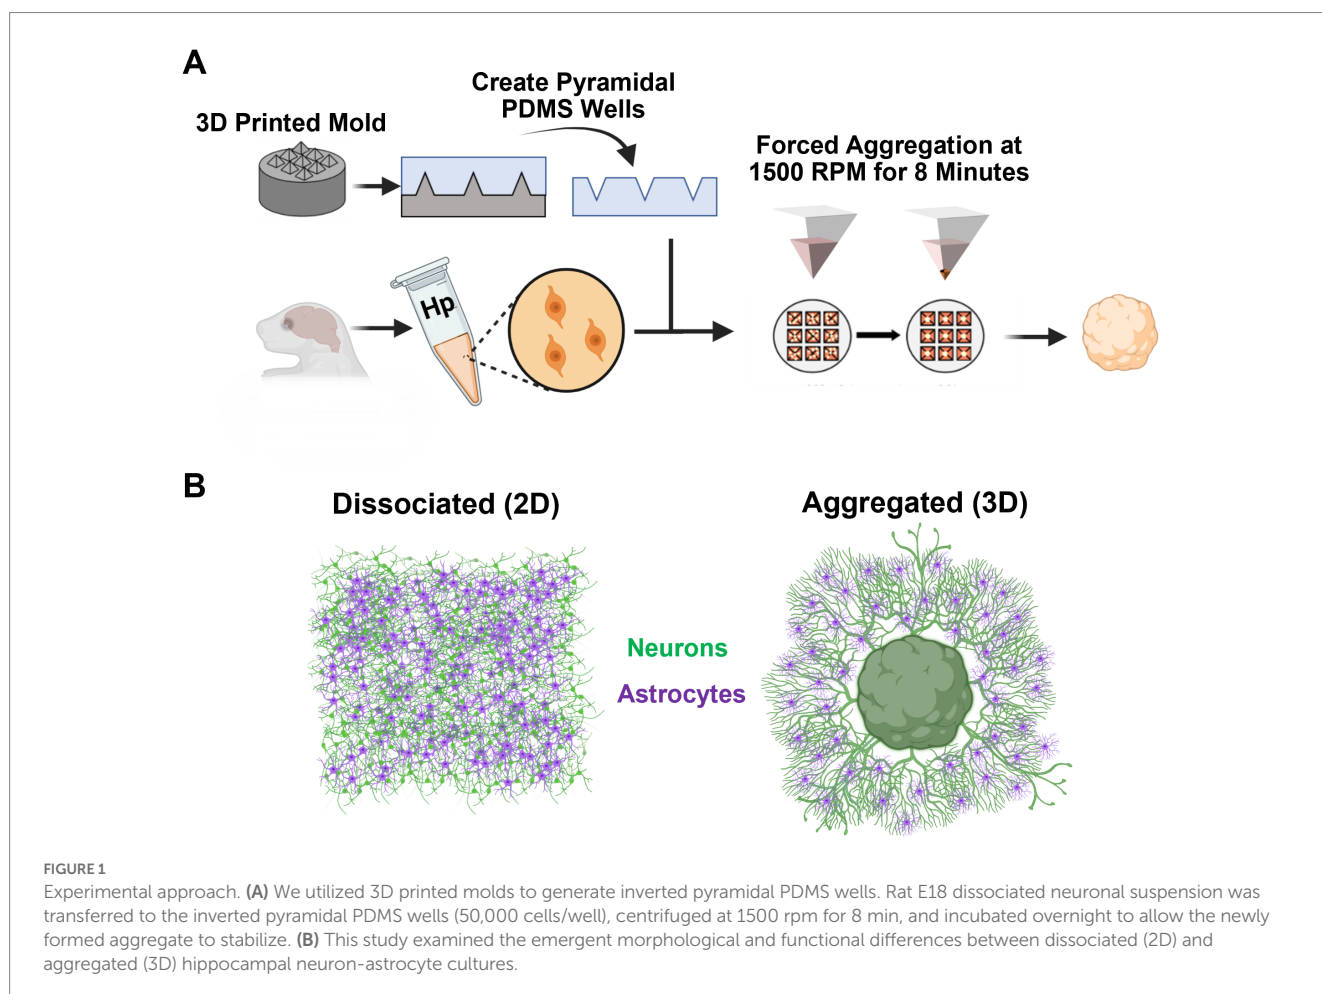 A
3D Printed Mold
Create Pyramidal
PDMS Wells
Forced Aggregation at
1500 RPM for 8 Minutes
Hp
B
Dissociated (2D)
Aggregated (3D)
Neurons
Astrocytes
FIGURE 1
Experimental approach. (A) We utilized 3D printed molds to generate inverted pyramidal PDMS wells. Rat E18 dissociated neuronal suspension was
transferred to the inverted pyramidal PDMS wells (50,000 cells/well), centrifuged at 1500 rpm for 8 min, and incubated overnight to allow the newly
formed aggregate to stabilize. (B) This study examined the emergent morphological and functional differences between dissociated (2D) and
aggregated (3D) hippocampal neuron-astrocyte cultures.